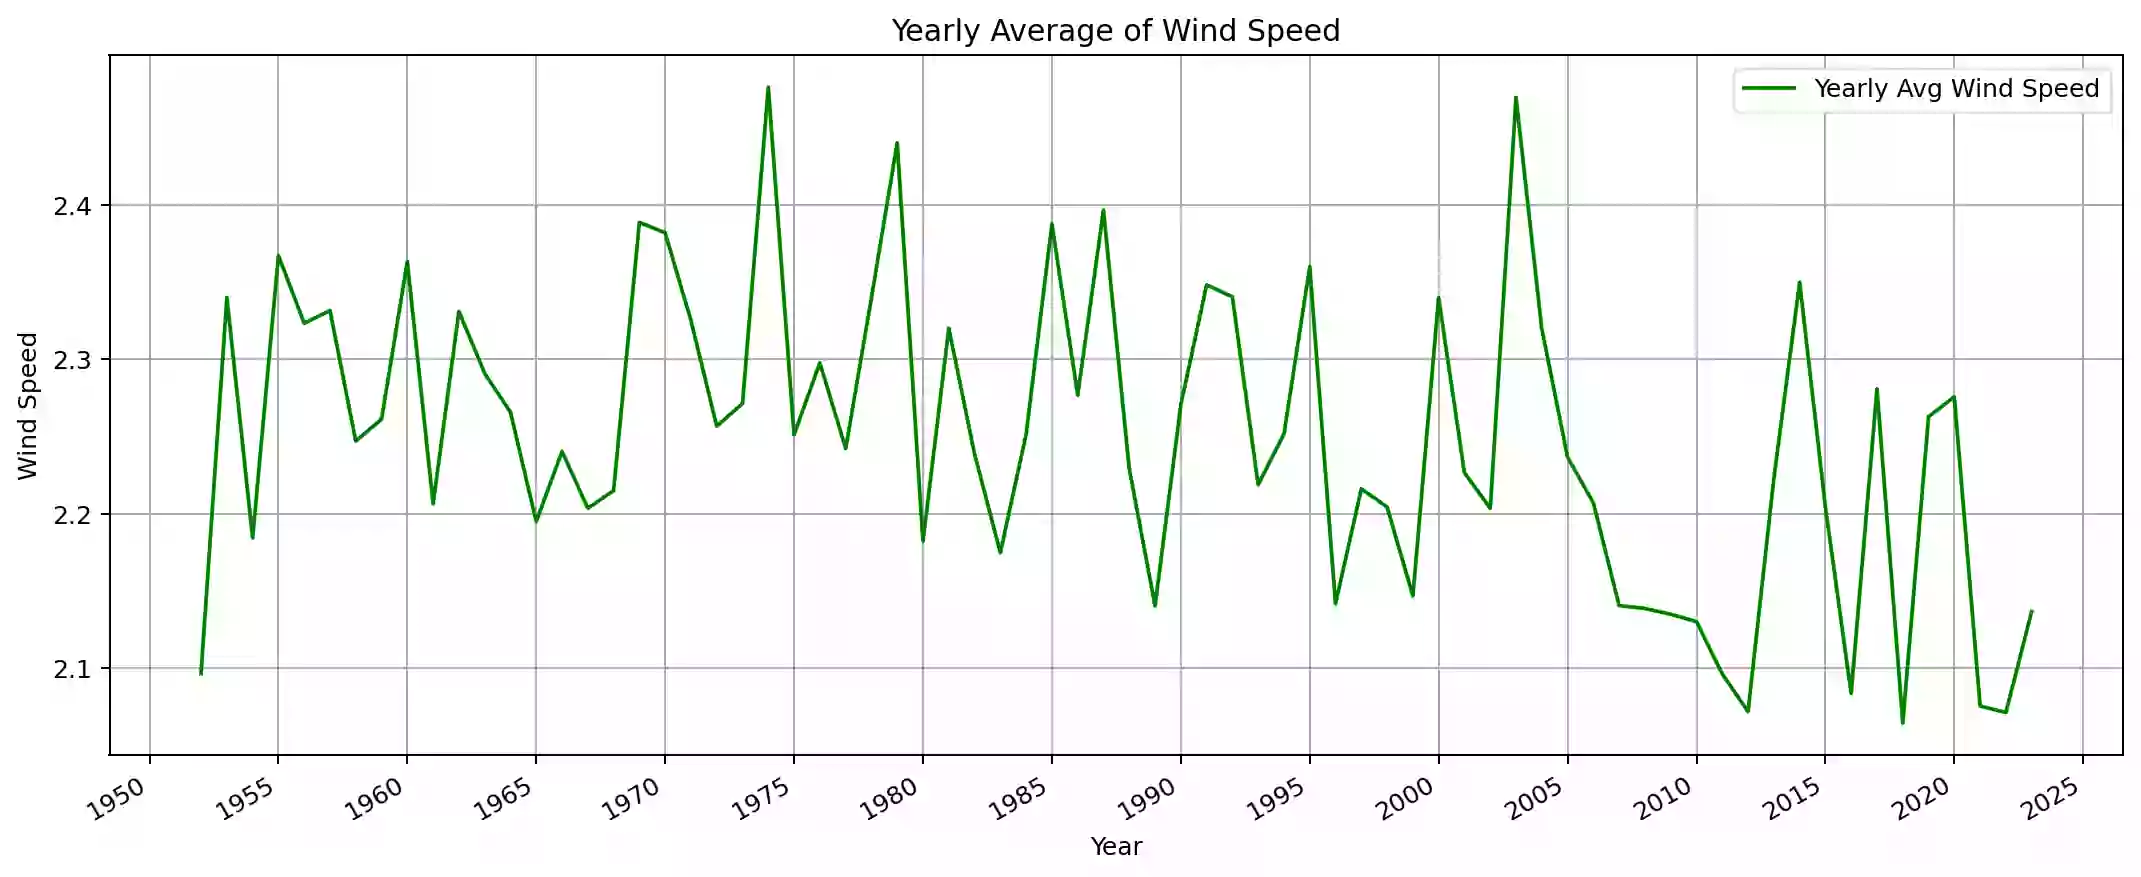 Yearly Average of Wind Speed
Yearly Avg Wind Speed
Wind Speed
2.4
2.3
2.2
2.1
1950 1955 1960 1965 1970 1975 1980 1985 1990 1995 2000 2005 2010 2015 2020 2025
Year